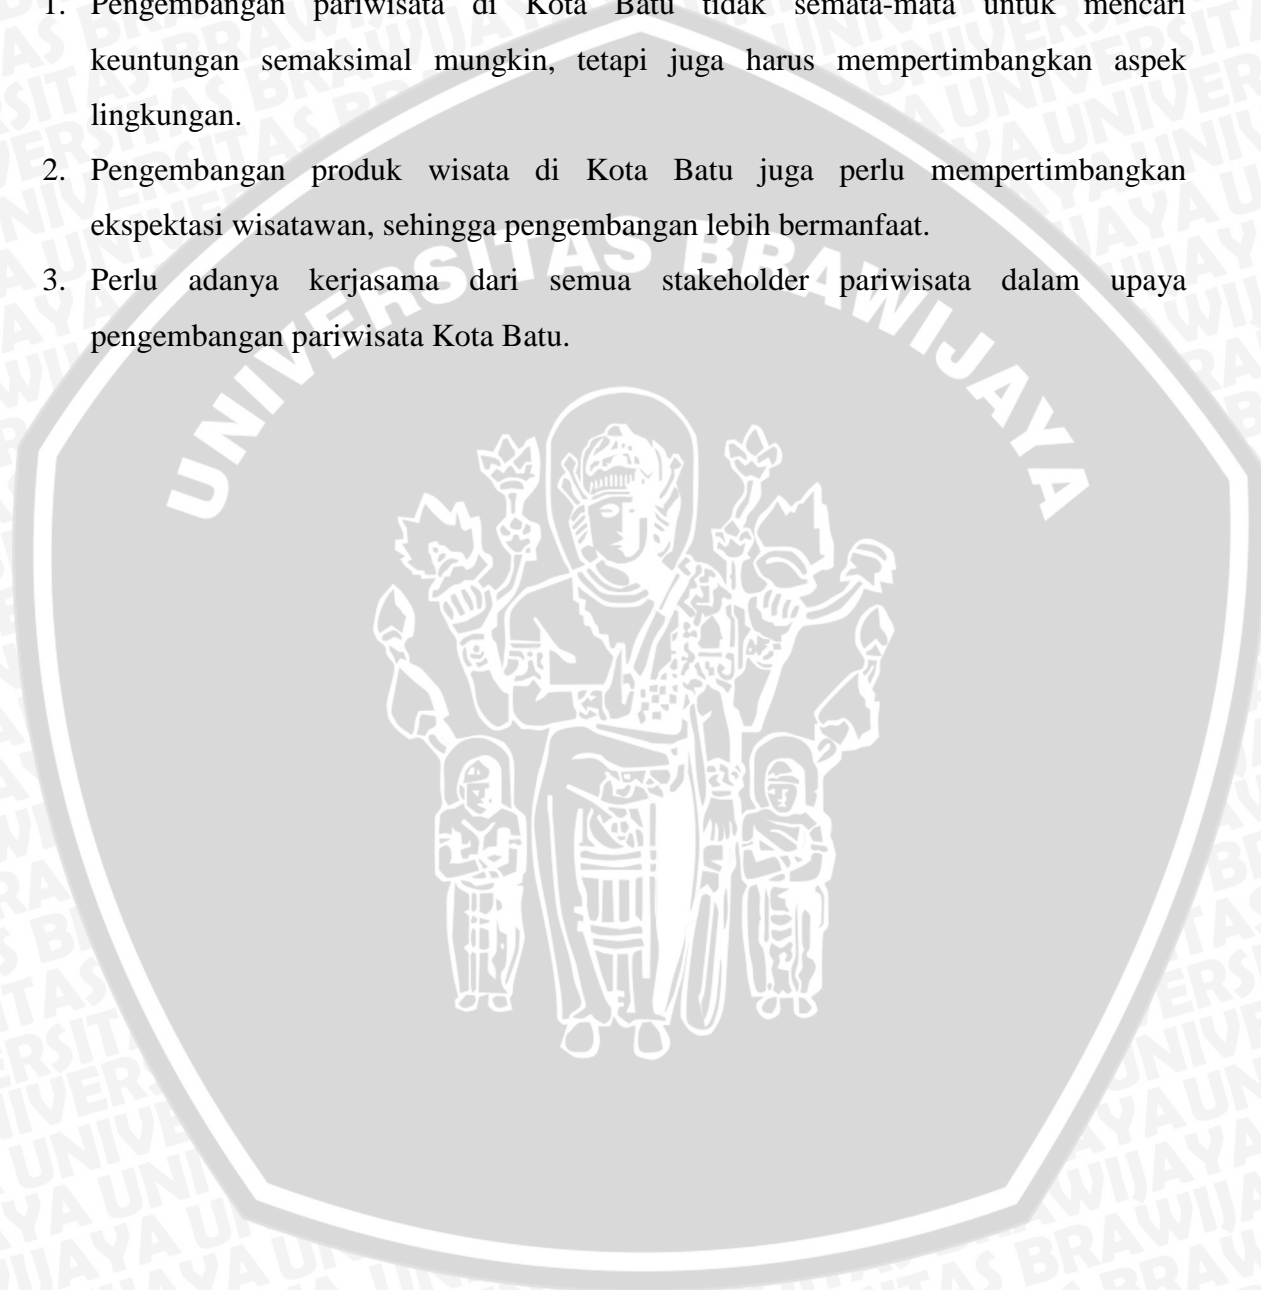 1. Pengembangan pariwisata di Kota Batu tidak semata-mata untuk mencari
keuntungan semaksimal mungkin, tetapi juga harus mempertimbangkan aspek
lingkungan.
2. Pengembangan produk wisata di Kota Batu juga perlu mempertimbangkan
ekspektasi wisatawan, sehingga pengembangan lebih bermanfaat.
3. Perlu adanya kerjasama dari semua stakeholder pariwisata dalam upaya
pengembangan pariwisata Kota Batu.
UNIVERSITAS BRAWIJAYA